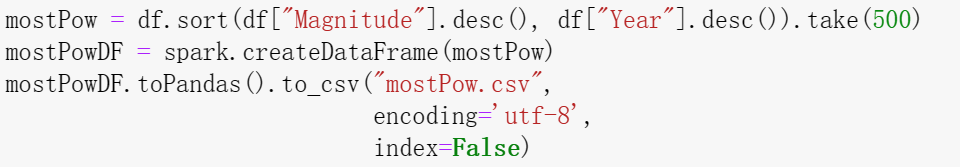 mostPow = df.sort(df["Magnitude"].desc(), df["Year"].desc()).take(500)
mostPowDF = spark.createDataFrame(mostPow)
mostPowDF.toPandas().to_csv("mostPow.csv",
                            encoding='utf-8',
                            index=False)